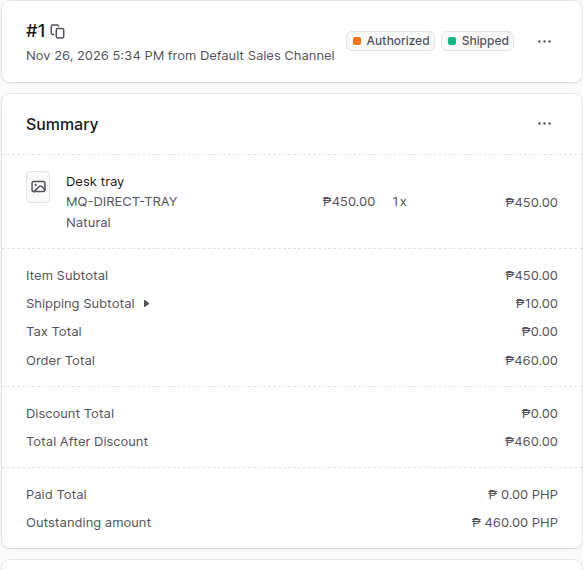 #1
Nov 26, 2026 5:34 PM from Default Sales Channel
Authorized
Shipped
Summary
Desk tray
MQ-DIRECT-TRAY
Natural
₱450.00 1x ₱450.00
Item Subtotal ₱450.00
Shipping Subtotal ₱10.00
Tax Total ₱0.00
Order Total ₱460.00
Discount Total ₱0.00
Total After Discount ₱460.00
Paid Total ₱ 0.00 PHP
Outstanding amount ₱ 460.00 PHP